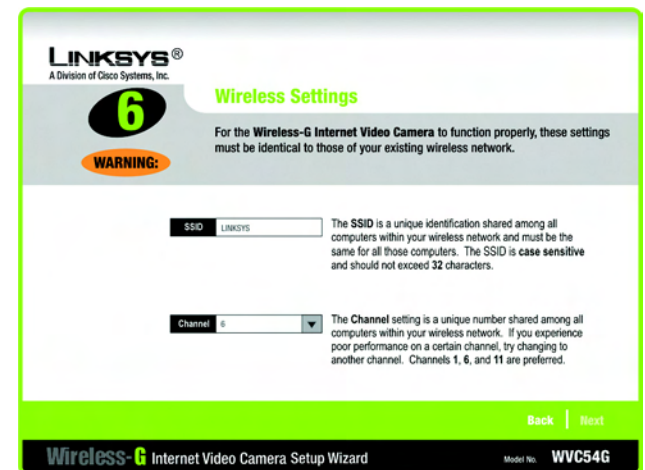 LINKSYS®
A Division of Cisco Systems, Inc.
6
WARNING:
Wireless Settings
For the Wireless-G Internet Video Camera to function properly, these settings
must be identical to those of your existing wireless network.
SSID LINKSYS
The SSID is a unique identification shared among all
computers within your wireless network and must be the
same for all those computers. The SSID is case sensitive
and should not exceed 32 characters.
Channel 6
The Channel setting is a unique number shared among all
computers within your wireless network. If you experience
poor performance on a certain channel, try changing to
another channel. Channels 1, 6, and 11 are preferred.
Back | Next
Wireless-G Internet Video Camera Setup Wizard
Model No. WVC54G